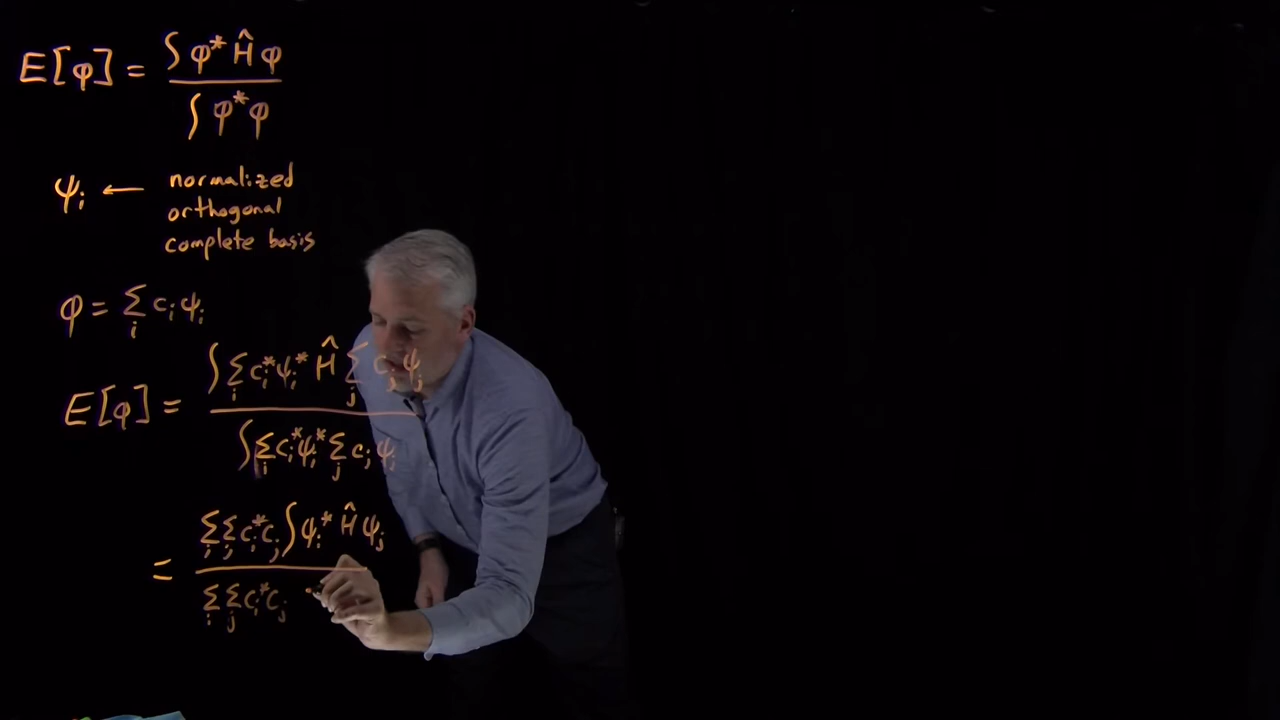 E[φ] = ∫ φ* Ĥ φ / ∫ φ* φ
ψᵢ ← normalized
orthogonal
complete basis
φ = Σᵢ cᵢ ψᵢ
E[φ] = ∫ Σᵢ cᵢ* ψᵢ* Ĥ Σⱼ cⱼ ψⱼ / ∫ Σᵢ cᵢ* ψᵢ* Σⱼ cⱼ ψⱼ
= Σᵢ Σⱼ cᵢ* cⱼ ∫ ψᵢ* Ĥ ψⱼ / Σᵢ Σⱼ cᵢ* cⱼ